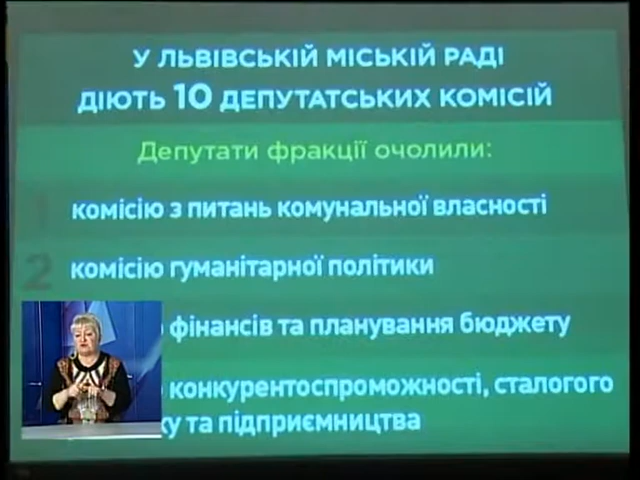 У ЛЬВІВСЬКІЙ МІСЬКІЙ РАДІ
ДІЮТЬ 10 ДЕПУТАТСЬКИХ КОМІСІЙ
Депутати фракції очолили:
1 комісію з питань комунальної власності
2 комісію гуманітарної політики
фінансів та планування бюджету
конкурентоспроможності, сталого
та підприємництва